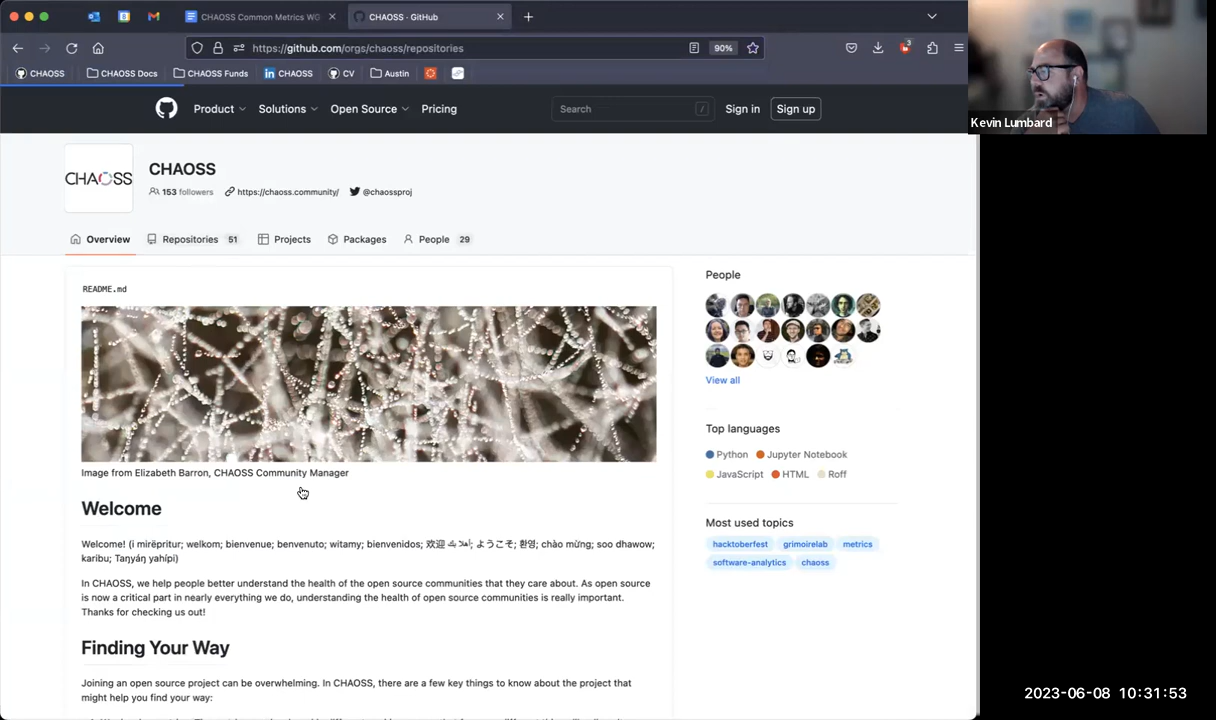 CHAOSS Common Metrics WG
CHAOSS · GitHub
https://github.com/orgs/chaoss/repositories
90%
3
CHAOSS
CHAOSS Docs
CHAOSS Funds
CHAOSS
CV
Austin
Product
Solutions
Open Source
Pricing
Search
/
Sign in
Sign up
Kevin Lumbard
CHAOSS
CHAOSS
153 followers
https://chaoss.community/
@chaossproj
Overview
Repositories 51
Projects
Packages
People 29
README.md
People
View all
Image from Elizabeth Barron, CHAOSS Community Manager
Top languages
Python
Jupyter Notebook
JavaScript
HTML
Roff
Most used topics
hacktoberfest
grimoirelab
metrics
software-analytics
chaoss
Welcome
Welcome! (i mirëpritur; welkom; bienvenue; benvenuto; witamy; bienvenidos; 欢迎 ようこそ; 환영; chào mừng; soo dhawow;
karibu; Taŋyáŋ yahípi)
In CHAOSS, we help people better understand the health of the open source communities that they care about. As open source
is now a critical part in nearly everything we do, understanding the health of open source communities is really important.
Thanks for checking us out!
Finding Your Way
Joining an open source project can be overwhelming. In CHAOSS, there are a few key things to know about the project that
might help you find your way:
2023-06-08 10:31:53